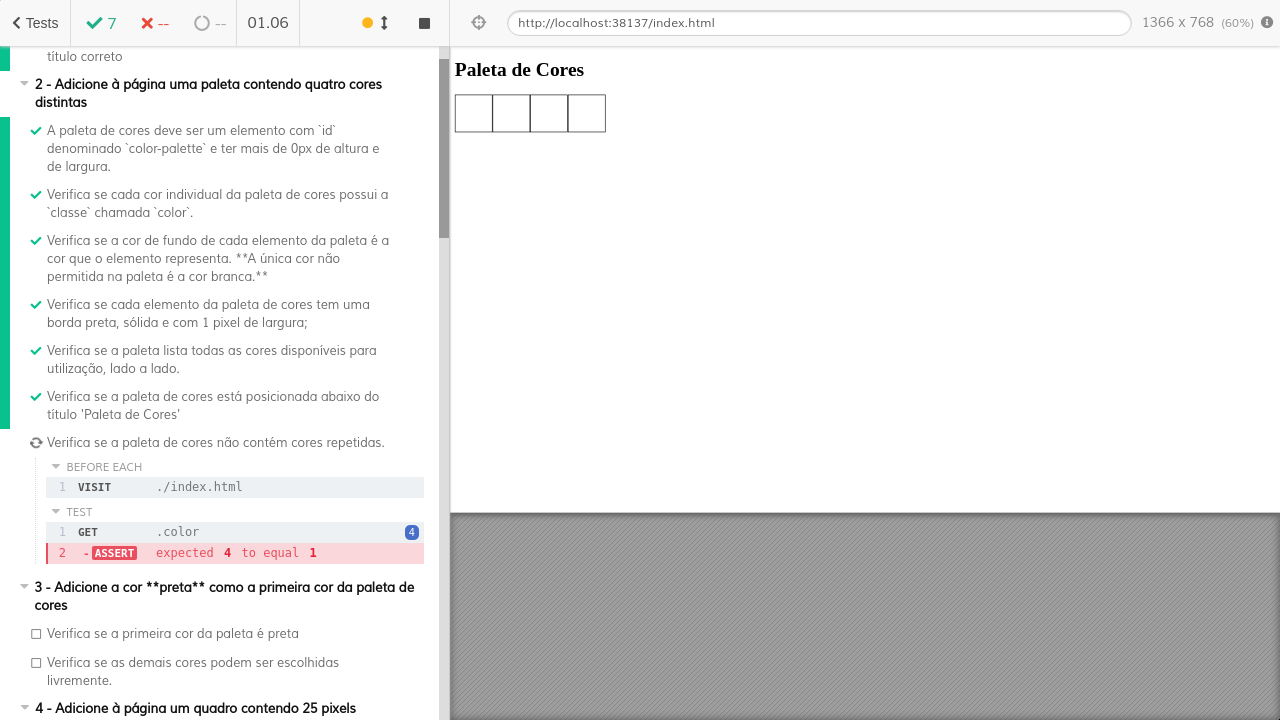 Tests
7
--
--
01.06
http://localhost:38137/index.html
1366 x 768 (60%)
título correto
2 - Adicione à página uma paleta contendo quatro cores
distintas
A paleta de cores deve ser um elemento com `id`
denominado `color-palette` e ter mais de 0px de altura e
de largura.
Verifica se cada cor individual da paleta de cores possui a
`classe` chamada `color`.
Verifica se a cor de fundo de cada elemento da paleta é a
cor que o elemento representa. **A única cor não
permitida na paleta é a cor branca.**
Verifica se cada elemento da paleta de cores tem uma
borda preta, sólida e com 1 pixel de largura;
Verifica se a paleta lista todas as cores disponíveis para
utilização, lado a lado.
Verifica se a paleta de cores está posicionada abaixo do
título 'Paleta de Cores'
Verifica se a paleta de cores não contém cores repetidas.
BEFORE EACH
1 VISIT ./index.html
TEST
1 GET .color 4
2 -ASSERT expected 4 to equal 1
3 - Adicione a cor **preta** como a primeira cor da paleta de
cores
Verifica se a primeira cor da paleta é preta
Verifica se as demais cores podem ser escolhidas
livremente.
4 - Adicione à página um quadro contendo 25 pixels
Paleta de Cores